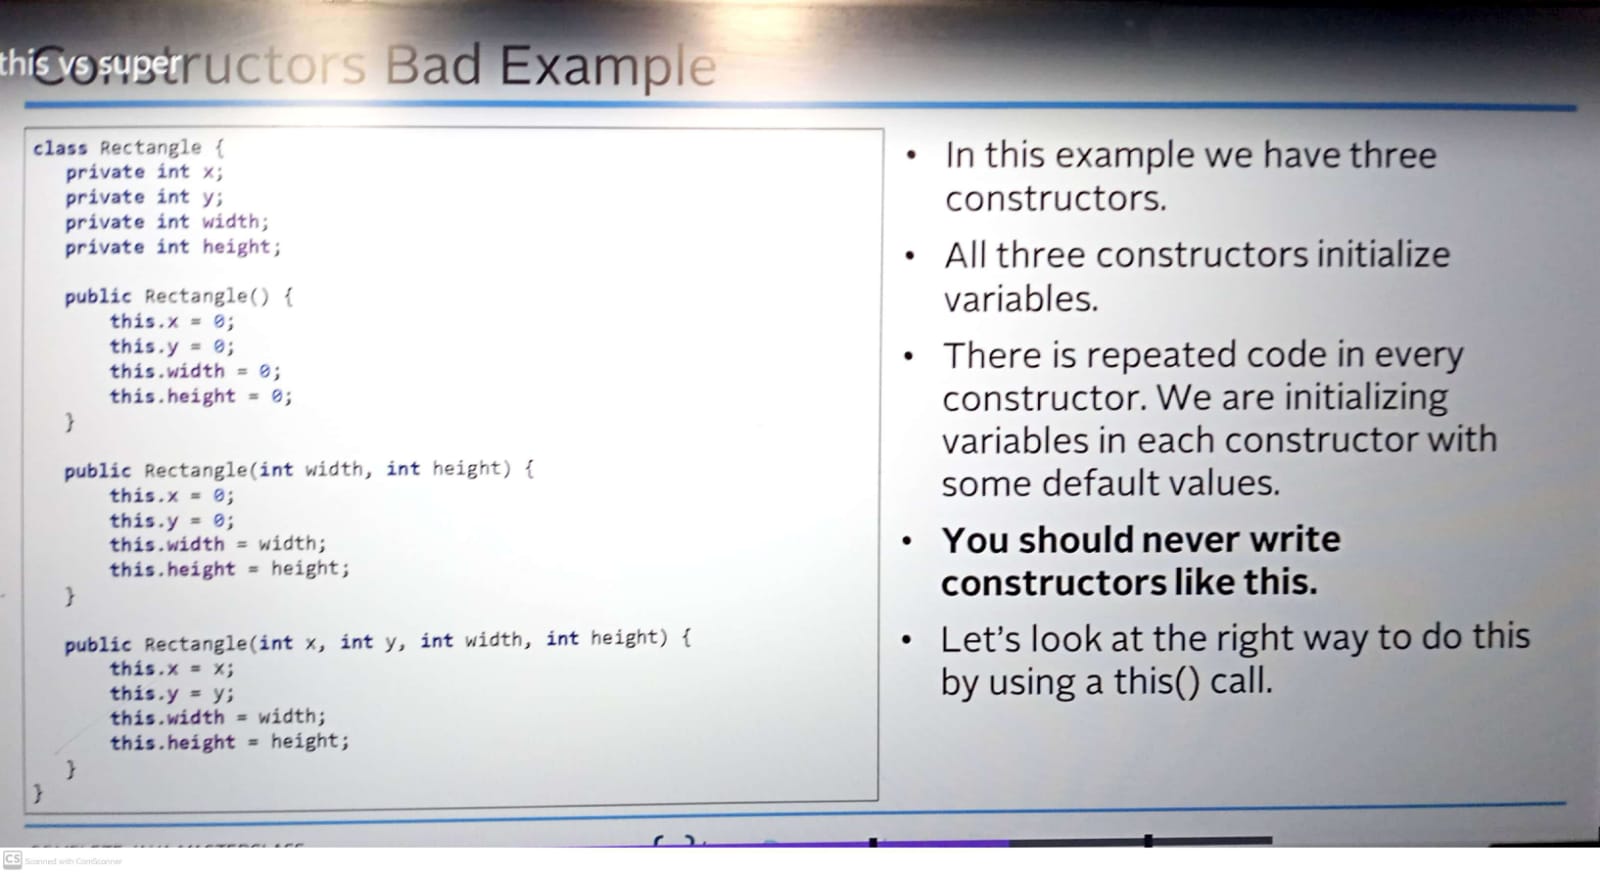 this vs super
Constructors Bad Example
class Rectangle {
private int x;
private int y;
private int width;
private int height;
public Rectangle() {
this.x = 0;
this.y = 0;
this.width = 0;
this.height = 0;
}
public Rectangle(int width, int height) {
this.x = 0;
this.y = 0;
this.width = width;
this.height = height;
}
public Rectangle(int x, int y, int width, int height) {
this.x = x;
this.y = y;
this.width = width;
this.height = height;
}
}
• In this example we have three
constructors.
• All three constructors initialize
variables.
• There is repeated code in every
constructor. We are initializing
variables in each constructor with
some default values.
• You should never write
constructors like this.
• Let's look at the right way to do this
by using a this() call.
CS Scanned with CamScanner